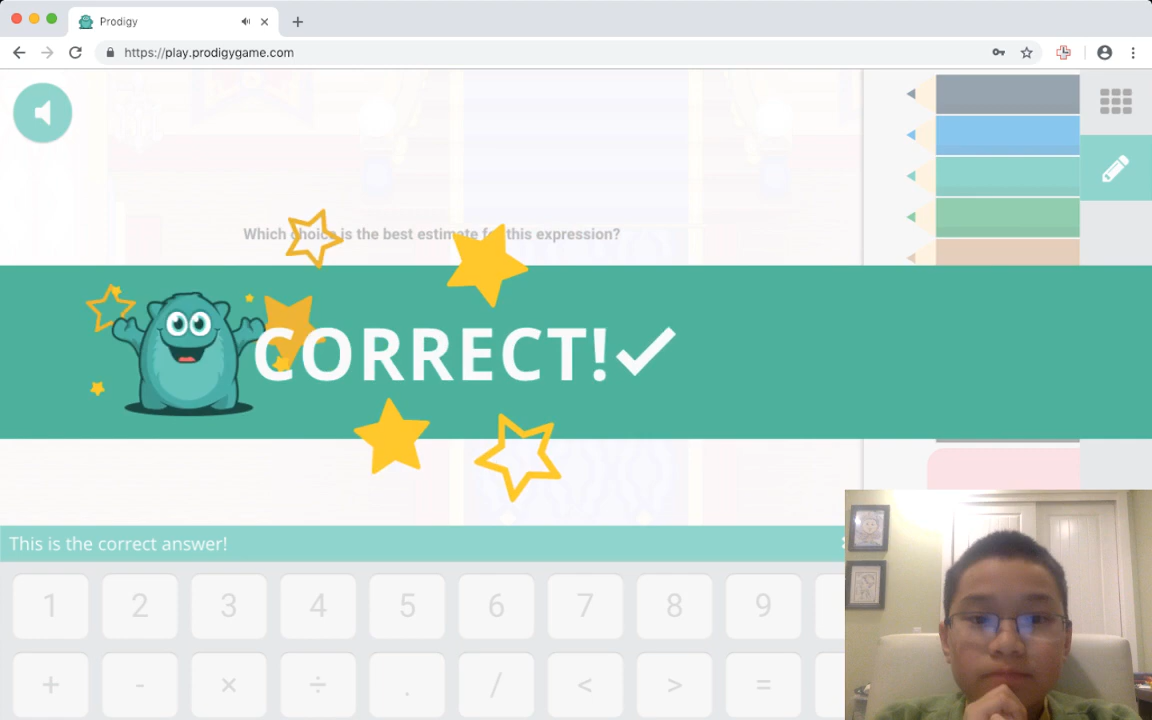 Prodigy
https://play.prodigygame.com
Which choice is the best estimate for this expression?
CORRECT!
This is the correct answer!
1 2 3 4 5 6 7 8 9
+ - × ÷ . / < > =